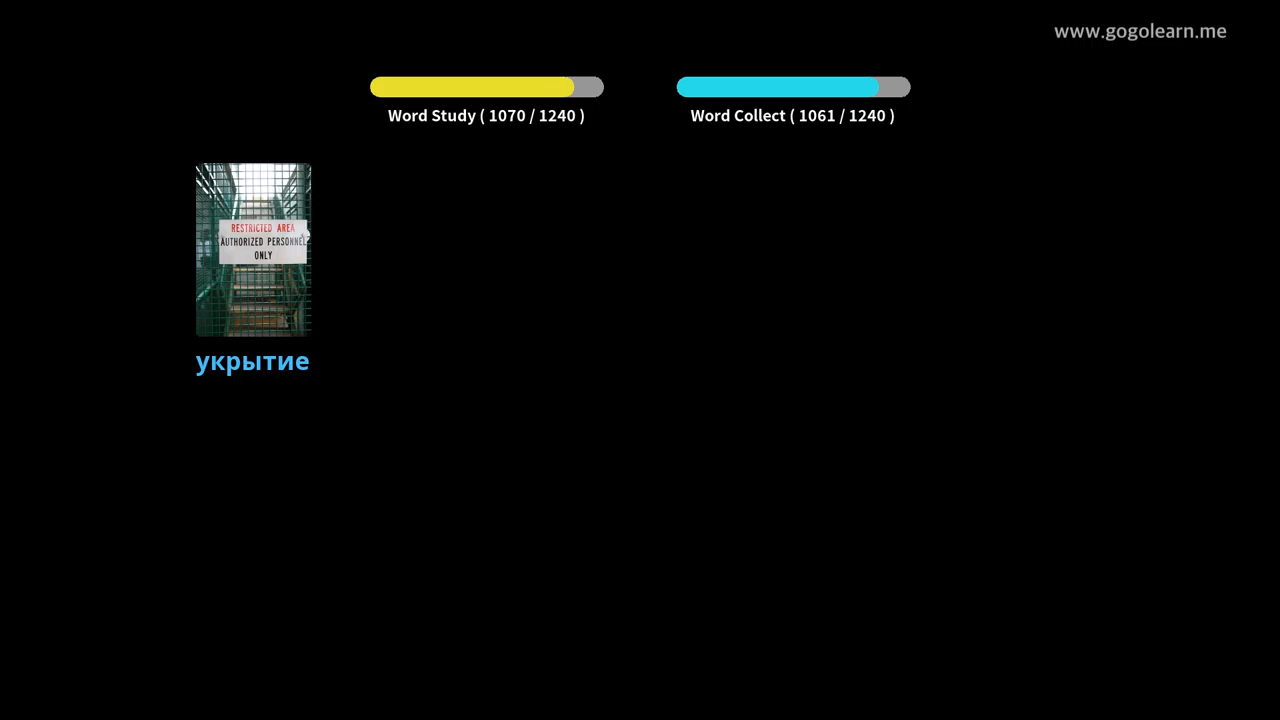 www.gogolearn.me
Word Study ( 1070 / 1240 )
Word Collect ( 1061 / 1240 )
RESTRICTED AREA
AUTHORIZED PERSONNEL
ONLY
укрытие